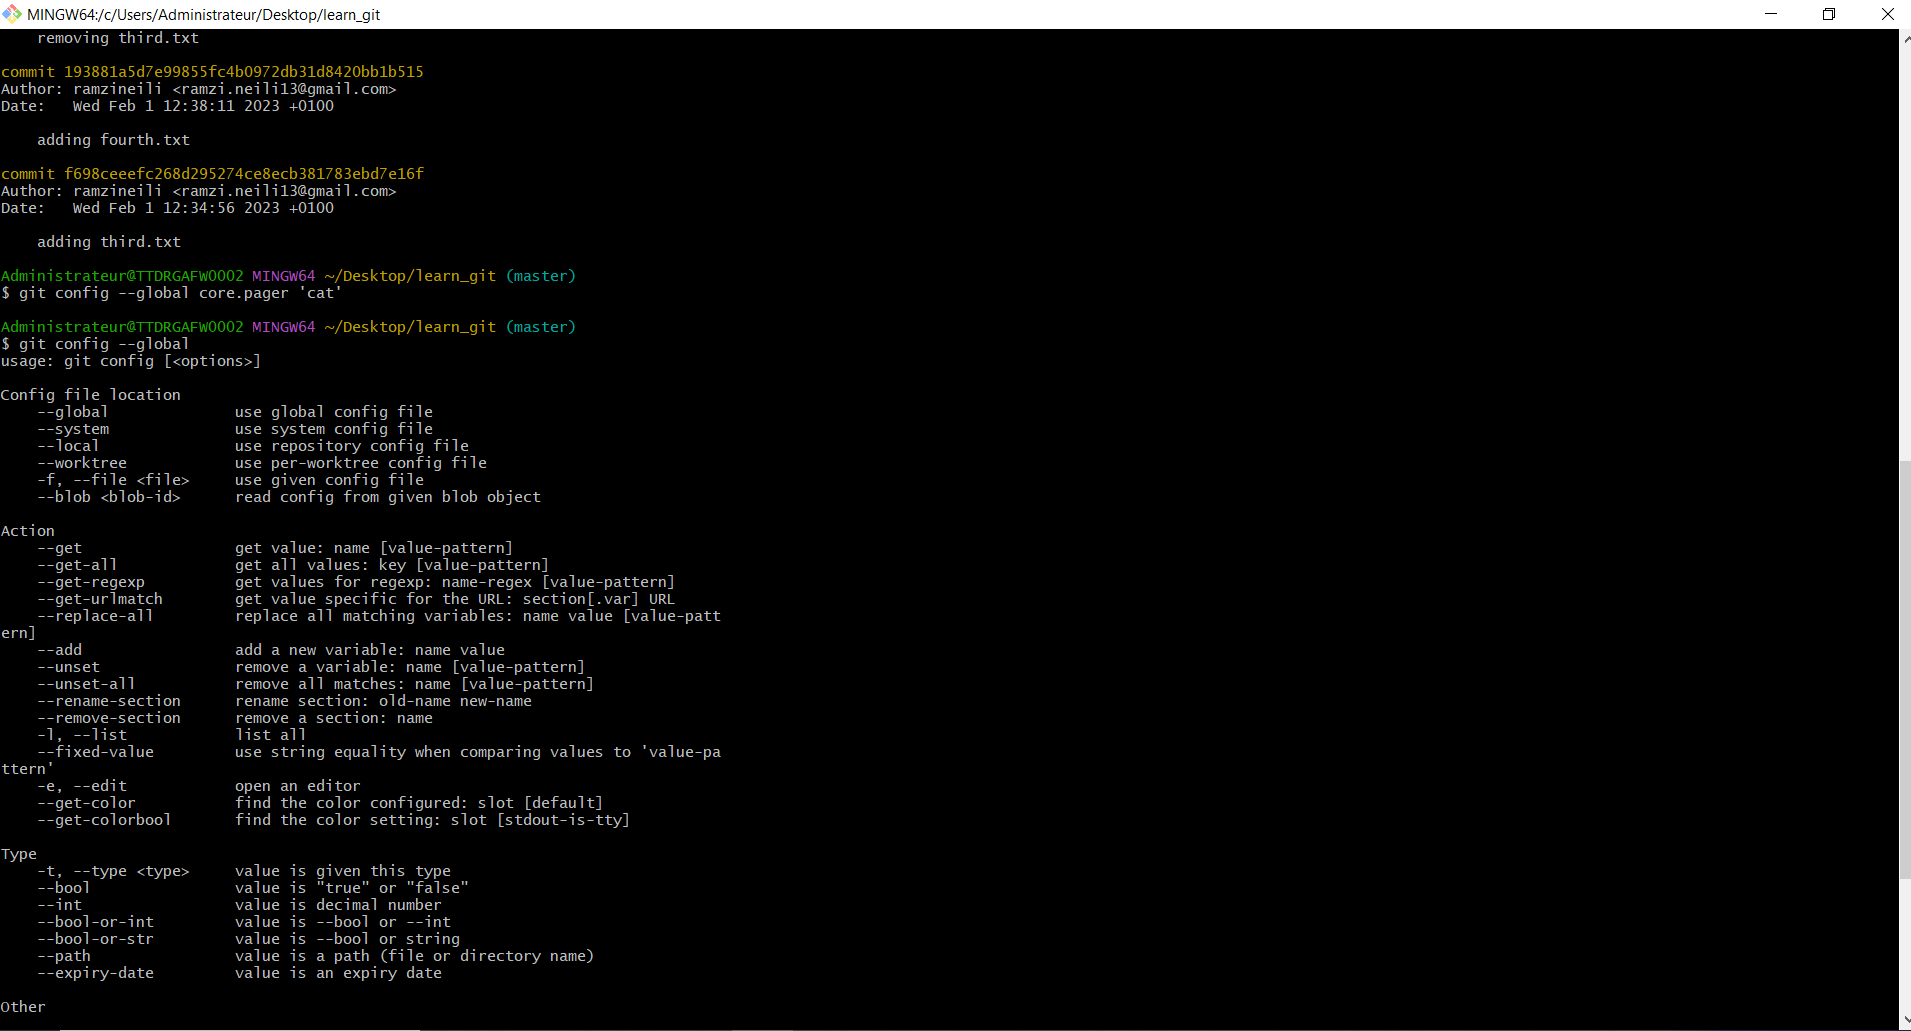 MINGW64:/c/Users/Administrateur/Desktop/learn_git
    removing third.txt

commit 193881a5d7e99855fc4b0972db31d8420bb1b515
Author: ramzineili <ramzi.neili13@gmail.com>
Date:   Wed Feb 1 12:38:11 2023 +0100

    adding fourth.txt

commit f698ceeefc268d295274ce8ecb381783ebd7e16f
Author: ramzineili <ramzi.neili13@gmail.com>
Date:   Wed Feb 1 12:34:56 2023 +0100

    adding third.txt

Administrateur@TTDRGAFW0002 MINGW64 ~/Desktop/learn_git (master)
$ git config --global core.pager 'cat'

Administrateur@TTDRGAFW0002 MINGW64 ~/Desktop/learn_git (master)
$ git config --global
usage: git config [<options>]

Config file location
    --global              use global config file
    --system              use system config file
    --local               use repository config file
    --worktree            use per-worktree config file
    -f, --file <file>     use given config file
    --blob <blob-id>      read config from given blob object

Action
    --get                 get value: name [value-pattern]
    --get-all             get all values: key [value-pattern]
    --get-regexp          get values for regexp: name-regex [value-pattern]
    --get-urlmatch        get value specific for the URL: section[.var] URL
    --replace-all         replace all matching variables: name value [value-patt
ern]
    --add                 add a new variable: name value
    --unset               remove a variable: name [value-pattern]
    --unset-all           remove all matches: name [value-pattern]
    --rename-section      rename section: old-name new-name
    --remove-section      remove a section: name
    -l, --list            list all
    --fixed-value         use string equality when comparing values to 'value-pa
ttern'
    -e, --edit            open an editor
    --get-color           find the color configured: slot [default]
    --get-colorbool       find the color setting: slot [stdout-is-tty]

Type
    -t, --type <type>     value is given this type
    --bool                value is "true" or "false"
    --int                 value is decimal number
    --bool-or-int         value is --bool or --int
    --bool-or-str         value is --bool or string
    --path                value is a path (file or directory name)
    --expiry-date         value is an expiry date

Other